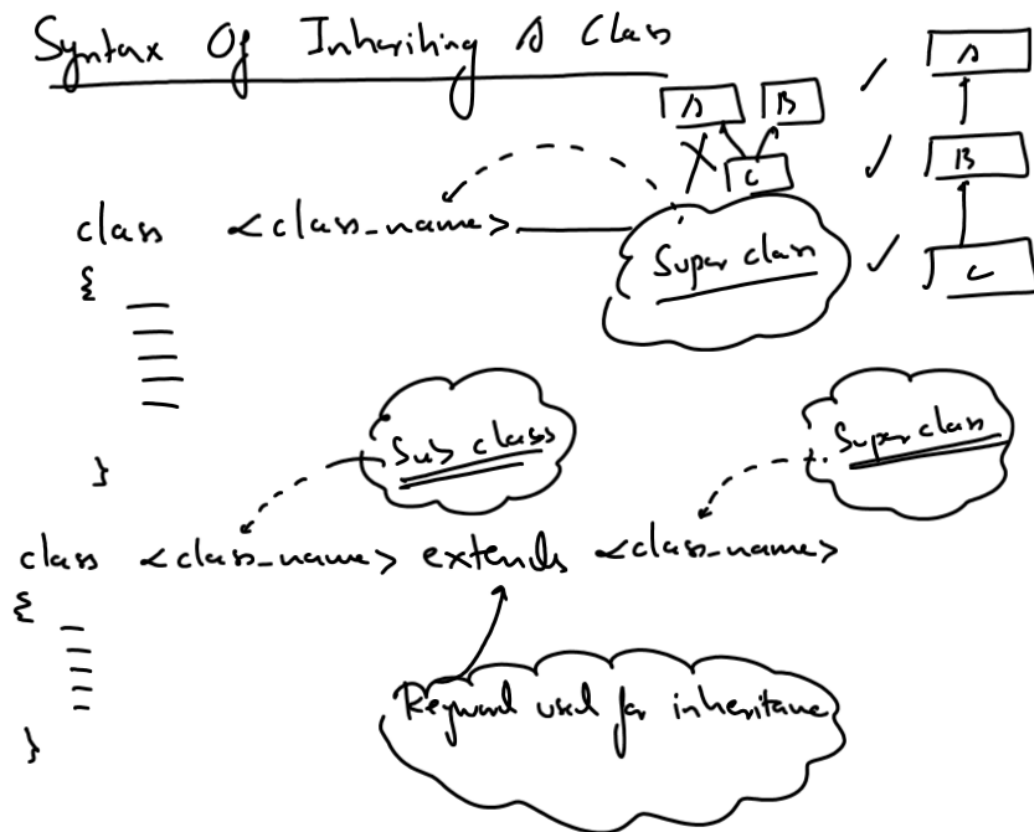 Syntax Of Inheriting A Class
A B
C
A
B
C
class <class_name>
Super class
{
}
Sub class
Super class
class <class_name> extends <class_name>
{
}
Keyword used for inheritane